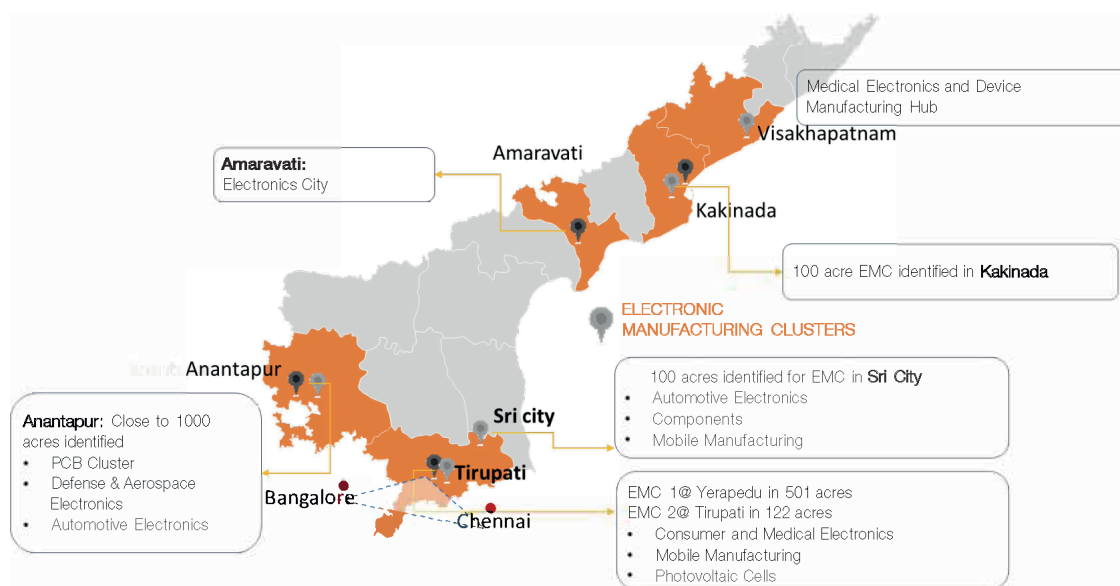 Medical Electronics and Device
Manufacturing Hub
Visakhapatnam
Amaravati
Amaravati:
Electronics City
Kakinada
100 acre EMC identified in Kakinada
ELECTRONIC
MANUFACTURING CLUSTERS
Anantapur
100 acres identified for EMC in Sri City
• Automotive Electronics
• Components
• Mobile Manufacturing
Sri city
Anantapur: Close to 1000
acres identified
• PCB Cluster
• Defense & Aerospace
Electronics
• Automotive Electronics
Tirupati
Bangalore
Chennai
EMC 1@ Yerapedu in 501 acres
EMC 2@ Tirupati in 122 acres
• Consumer and Medical Electronics
• Mobile Manufacturing
• Photovoltaic Cells